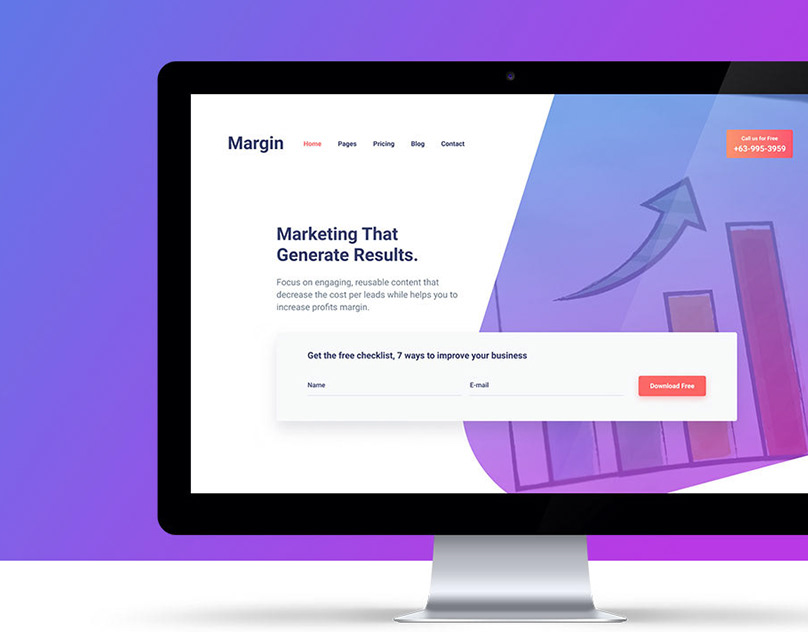 Margin
Home Pages Pricing Blog Contact
Call us for Free
+63-995-3959
Marketing That
Generate Results.
Focus on engaging, reusable content that
decrease the cost per leads while helps you to
increase profits margin.
Get the free checklist, 7 ways to improve your business
Name E-mail Download Free